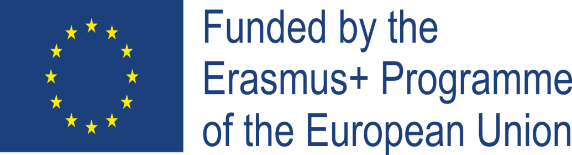 Funded by the
Erasmus+ Programme
of the European Union